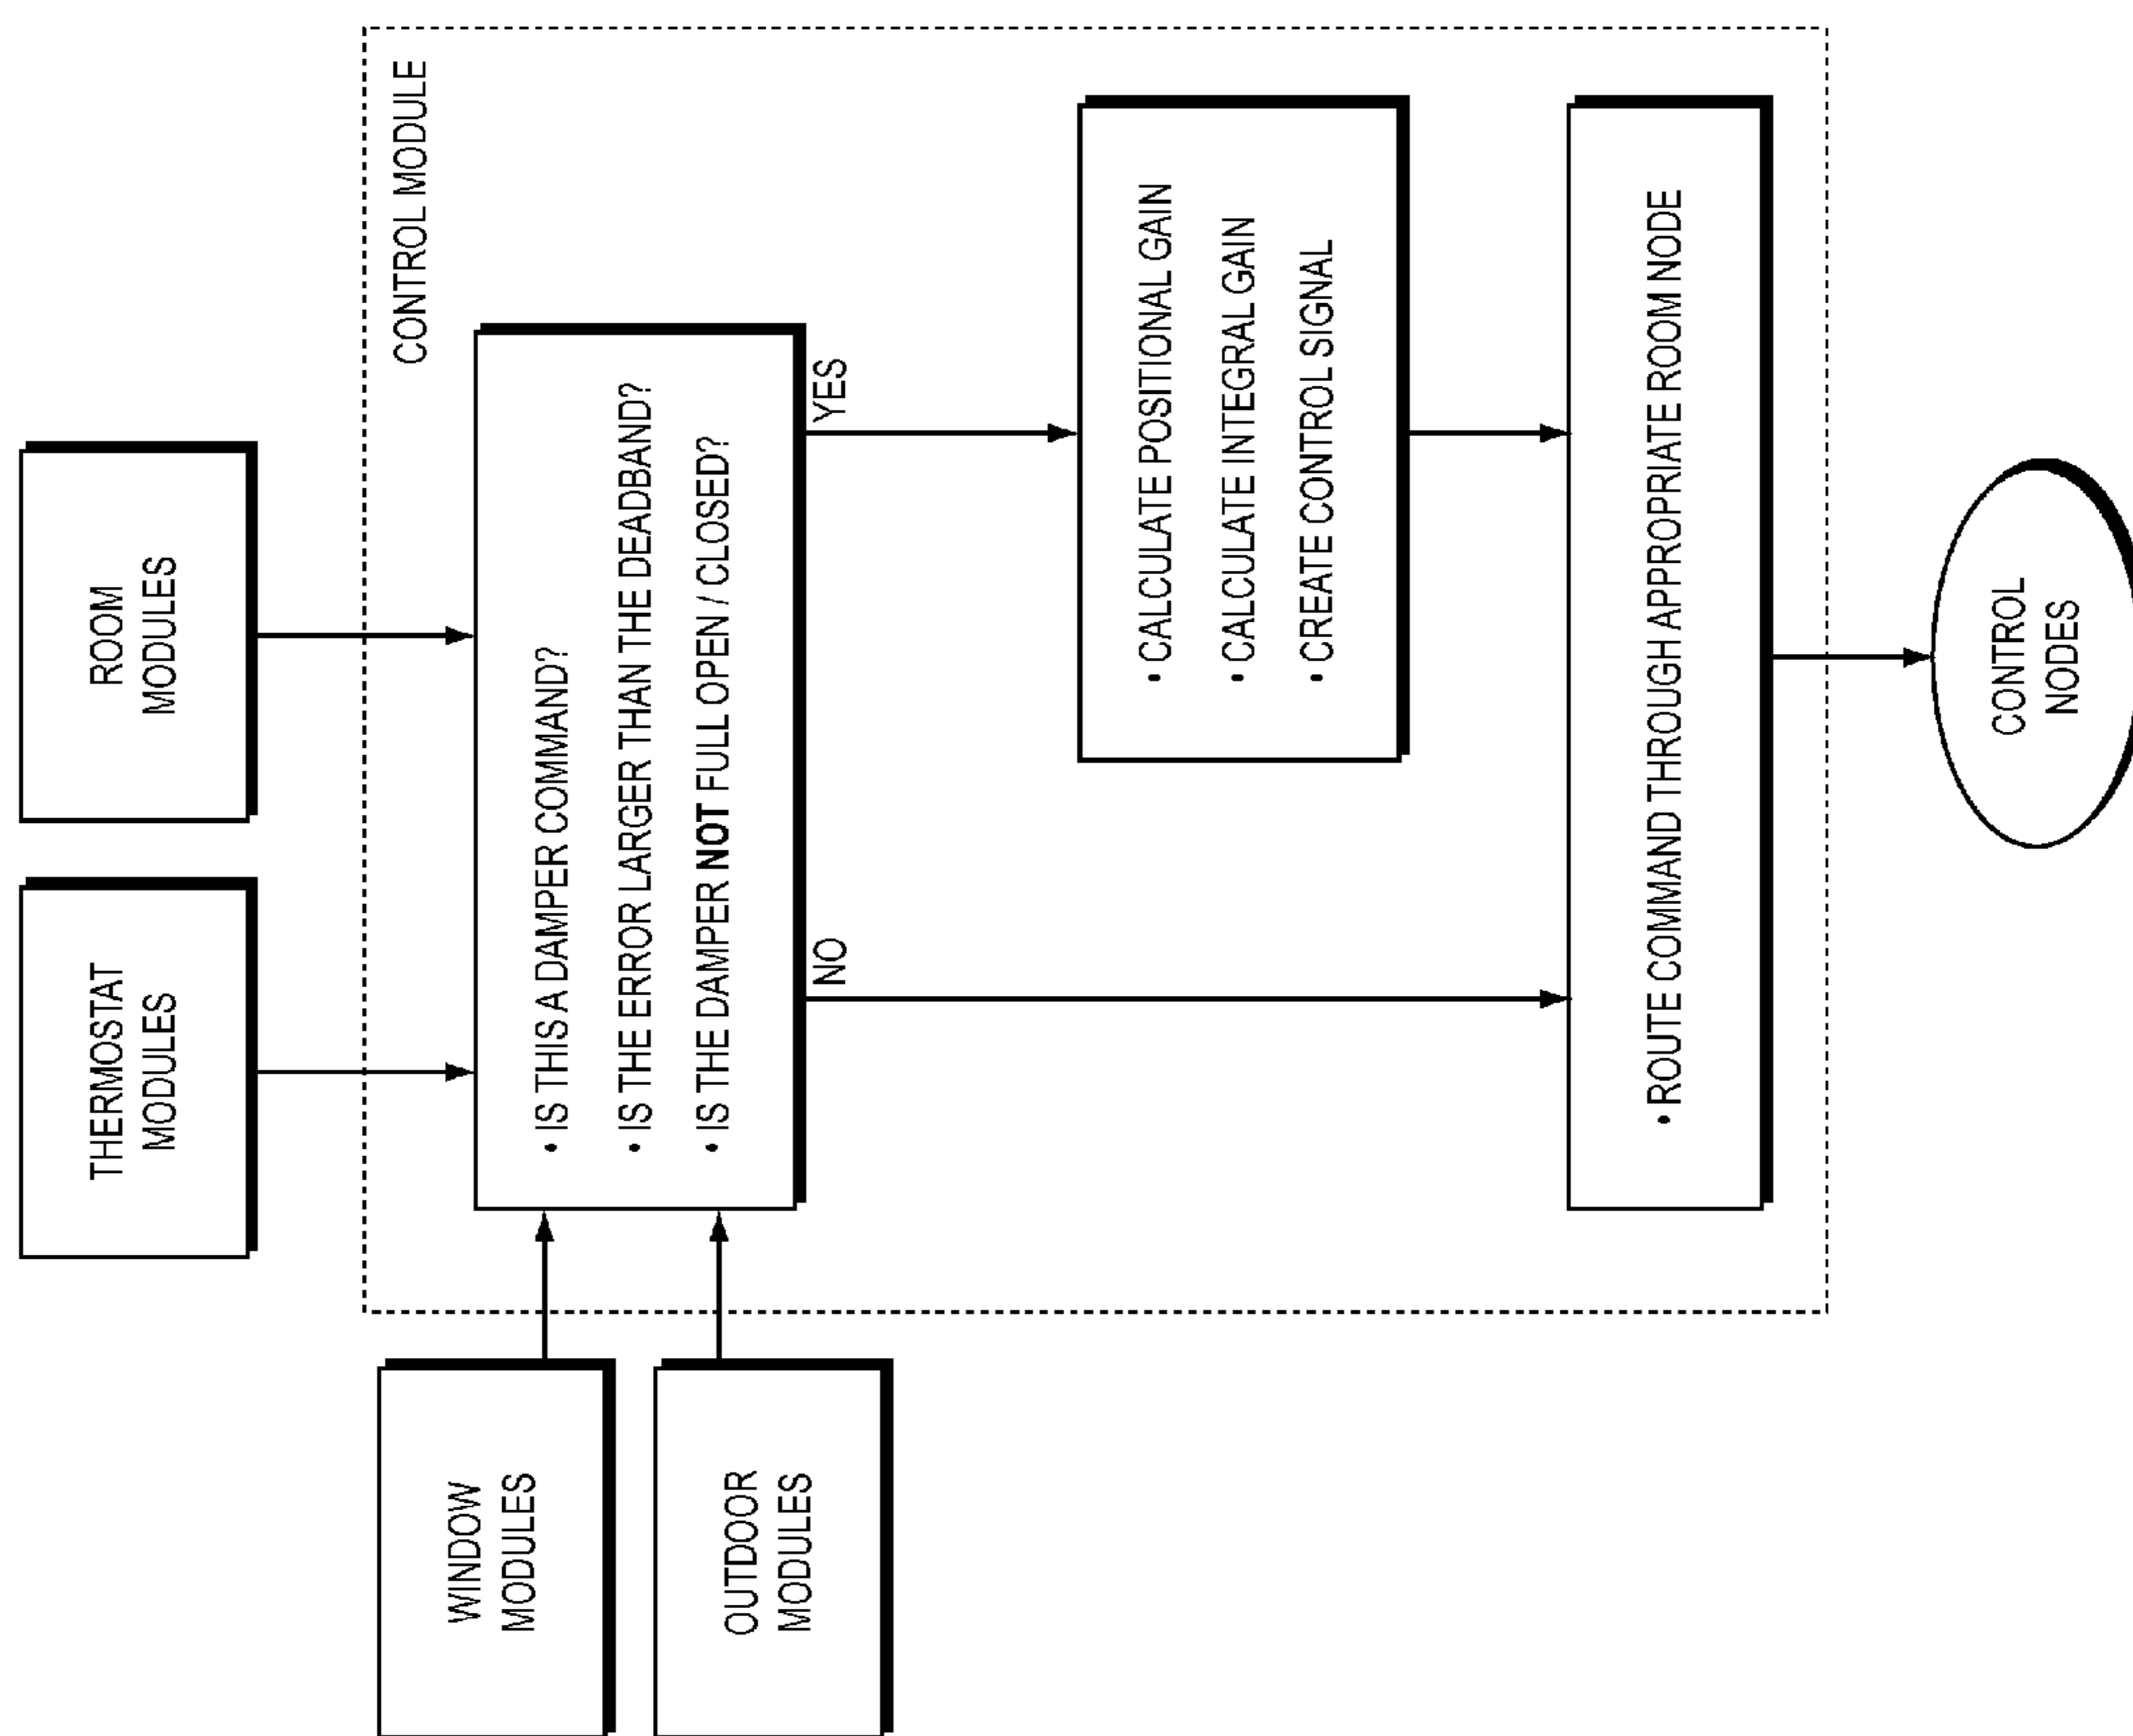 WINDOW
MODULES
OUTDOOR
MODULES
THERMOSTAT
MODULES
ROOM
MODULES
CONTROL MODULE
• IS THIS A DAMPER COMMAND?
• IS THE ERROR LARGER THAN THE DEADBAND?
• IS THE DAMPER NOT FULL OPEN / CLOSED?
NO
YES
• CALCULATE POSITIONAL GAIN
• CALCULATE INTEGRAL GAIN
• CREATE CONTROL SIGNAL
• ROUTE COMMAND THROUGH APPROPRIATE ROOM NODE
CONTROL
NODES